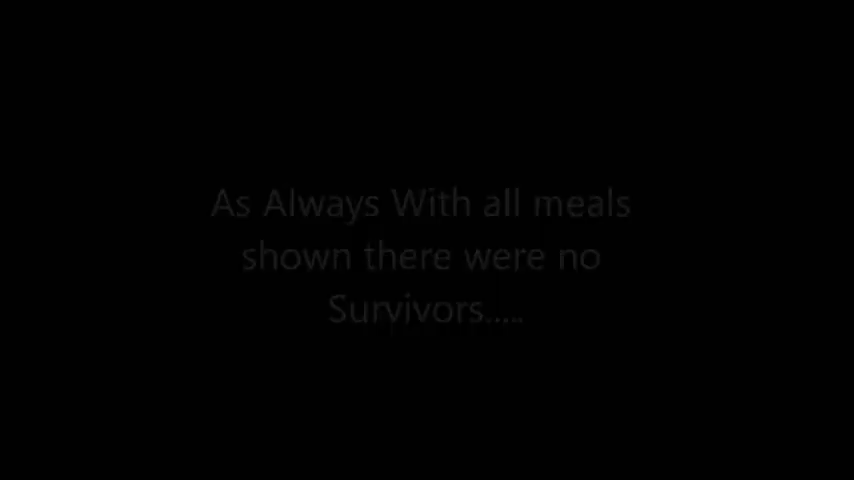 As Always With all meals
shown there were no
Survivors.....